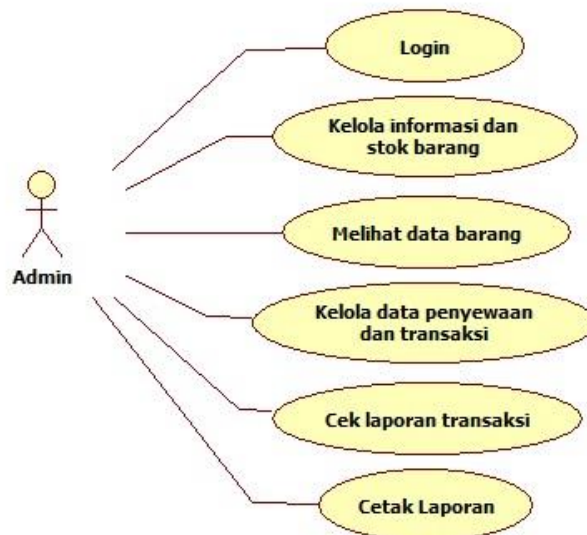 Login
Kelola informasi dan
stok barang
Melihat data barang
Admin
Kelola data penyewaan
dan transaksi
Cek laporan transaksi
Cetak Laporan